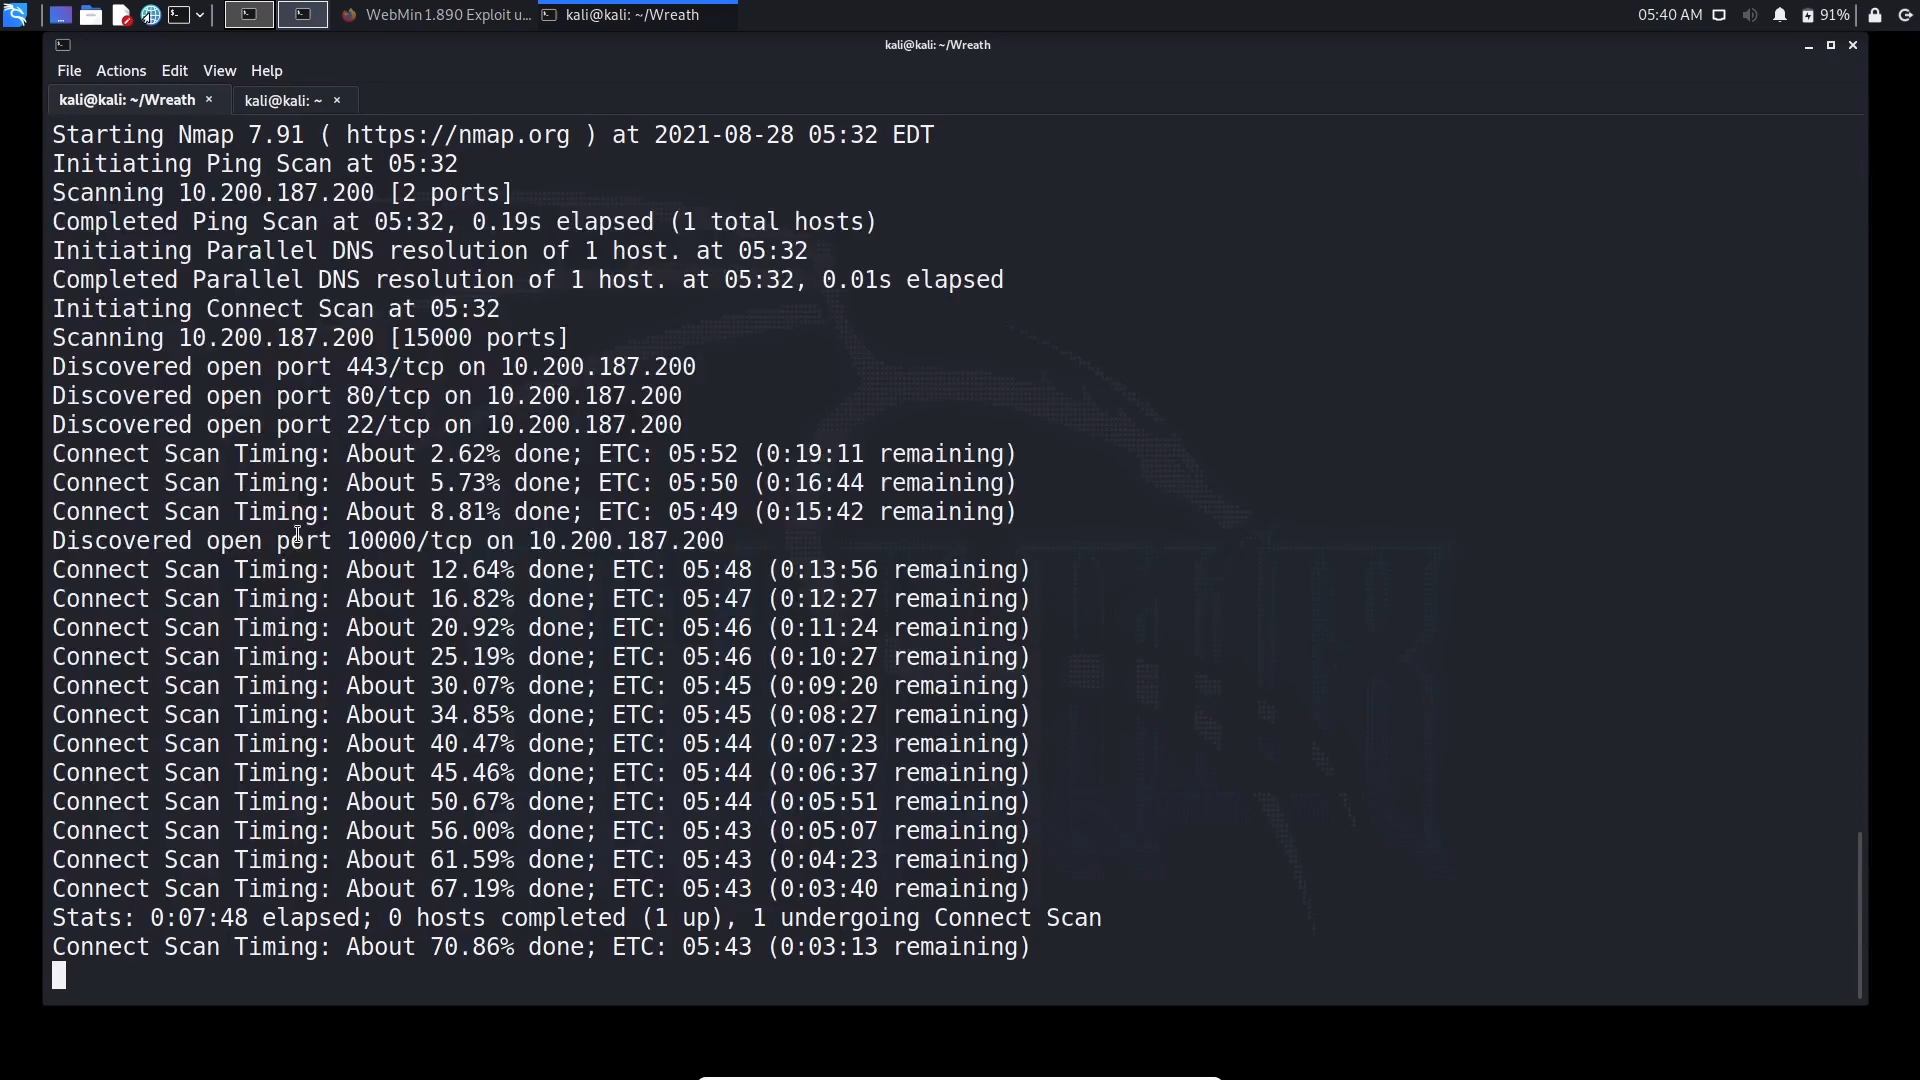 WebMin 1.890 Exploit u...
kali@kali: ~/Wreath
05:40 AM
91%
kali@kali: ~/Wreath
File Actions Edit View Help
kali@kali: ~/Wreath ×
kali@kali: ~ ×
Starting Nmap 7.91 ( https://nmap.org ) at 2021-08-28 05:32 EDT
Initiating Ping Scan at 05:32
Scanning 10.200.187.200 [2 ports]
Completed Ping Scan at 05:32, 0.19s elapsed (1 total hosts)
Initiating Parallel DNS resolution of 1 host. at 05:32
Completed Parallel DNS resolution of 1 host. at 05:32, 0.01s elapsed
Initiating Connect Scan at 05:32
Scanning 10.200.187.200 [15000 ports]
Discovered open port 443/tcp on 10.200.187.200
Discovered open port 80/tcp on 10.200.187.200
Discovered open port 22/tcp on 10.200.187.200
Connect Scan Timing: About 2.62% done; ETC: 05:52 (0:19:11 remaining)
Connect Scan Timing: About 5.73% done; ETC: 05:50 (0:16:44 remaining)
Connect Scan Timing: About 8.81% done; ETC: 05:49 (0:15:42 remaining)
Discovered open port 10000/tcp on 10.200.187.200
Connect Scan Timing: About 12.64% done; ETC: 05:48 (0:13:56 remaining)
Connect Scan Timing: About 16.82% done; ETC: 05:47 (0:12:27 remaining)
Connect Scan Timing: About 20.92% done; ETC: 05:46 (0:11:24 remaining)
Connect Scan Timing: About 25.19% done; ETC: 05:46 (0:10:27 remaining)
Connect Scan Timing: About 30.07% done; ETC: 05:45 (0:09:20 remaining)
Connect Scan Timing: About 34.85% done; ETC: 05:45 (0:08:27 remaining)
Connect Scan Timing: About 40.47% done; ETC: 05:44 (0:07:23 remaining)
Connect Scan Timing: About 45.46% done; ETC: 05:44 (0:06:37 remaining)
Connect Scan Timing: About 50.67% done; ETC: 05:44 (0:05:51 remaining)
Connect Scan Timing: About 56.00% done; ETC: 05:43 (0:05:07 remaining)
Connect Scan Timing: About 61.59% done; ETC: 05:43 (0:04:23 remaining)
Connect Scan Timing: About 67.19% done; ETC: 05:43 (0:03:40 remaining)
Stats: 0:07:48 elapsed; 0 hosts completed (1 up), 1 undergoing Connect Scan
Connect Scan Timing: About 70.86% done; ETC: 05:43 (0:03:13 remaining)